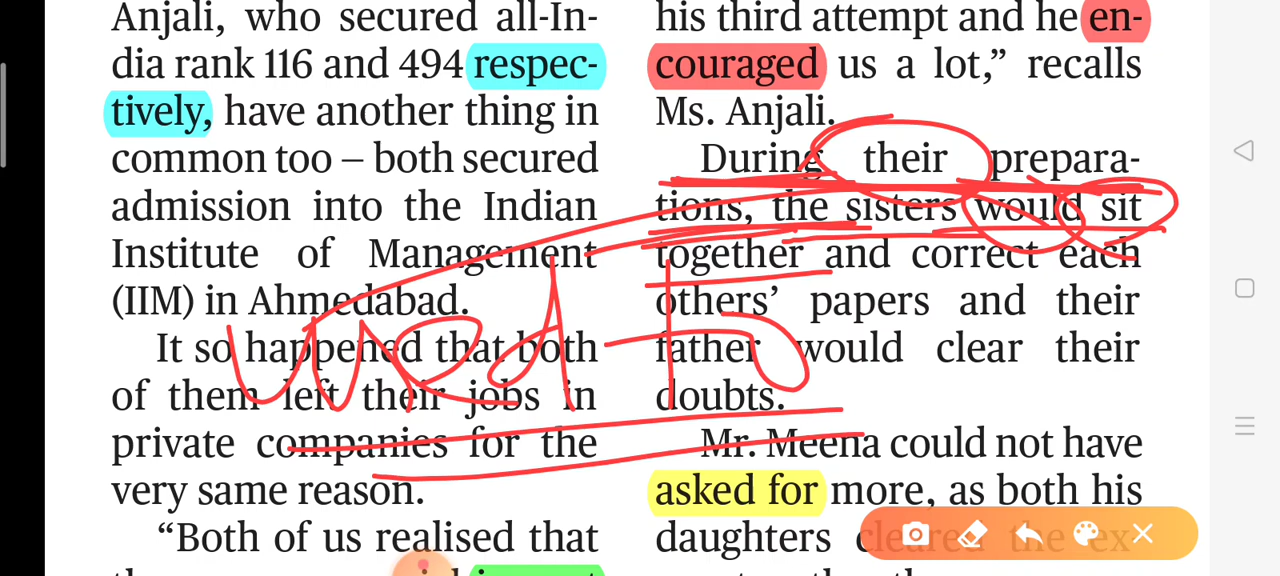 Anjali, who secured all-In-
dia rank 116 and 494 respec-
tively, have another thing in
common too – both secured
admission into the Indian
Institute of Management
(IIM) in Ahmedabad.
It so happened that both
of them left their jobs in
private companies for the
very same reason.
“Both of us realised that
his third attempt and he en-
couraged us a lot,” recalls
Ms. Anjali.
During their prepara-
tions, the sisters would sit
together and correct each
others’ papers and their
father would clear their
doubts.
Mr. Meena could not have
asked for more, as both his
daughters cleared the ex-
used to